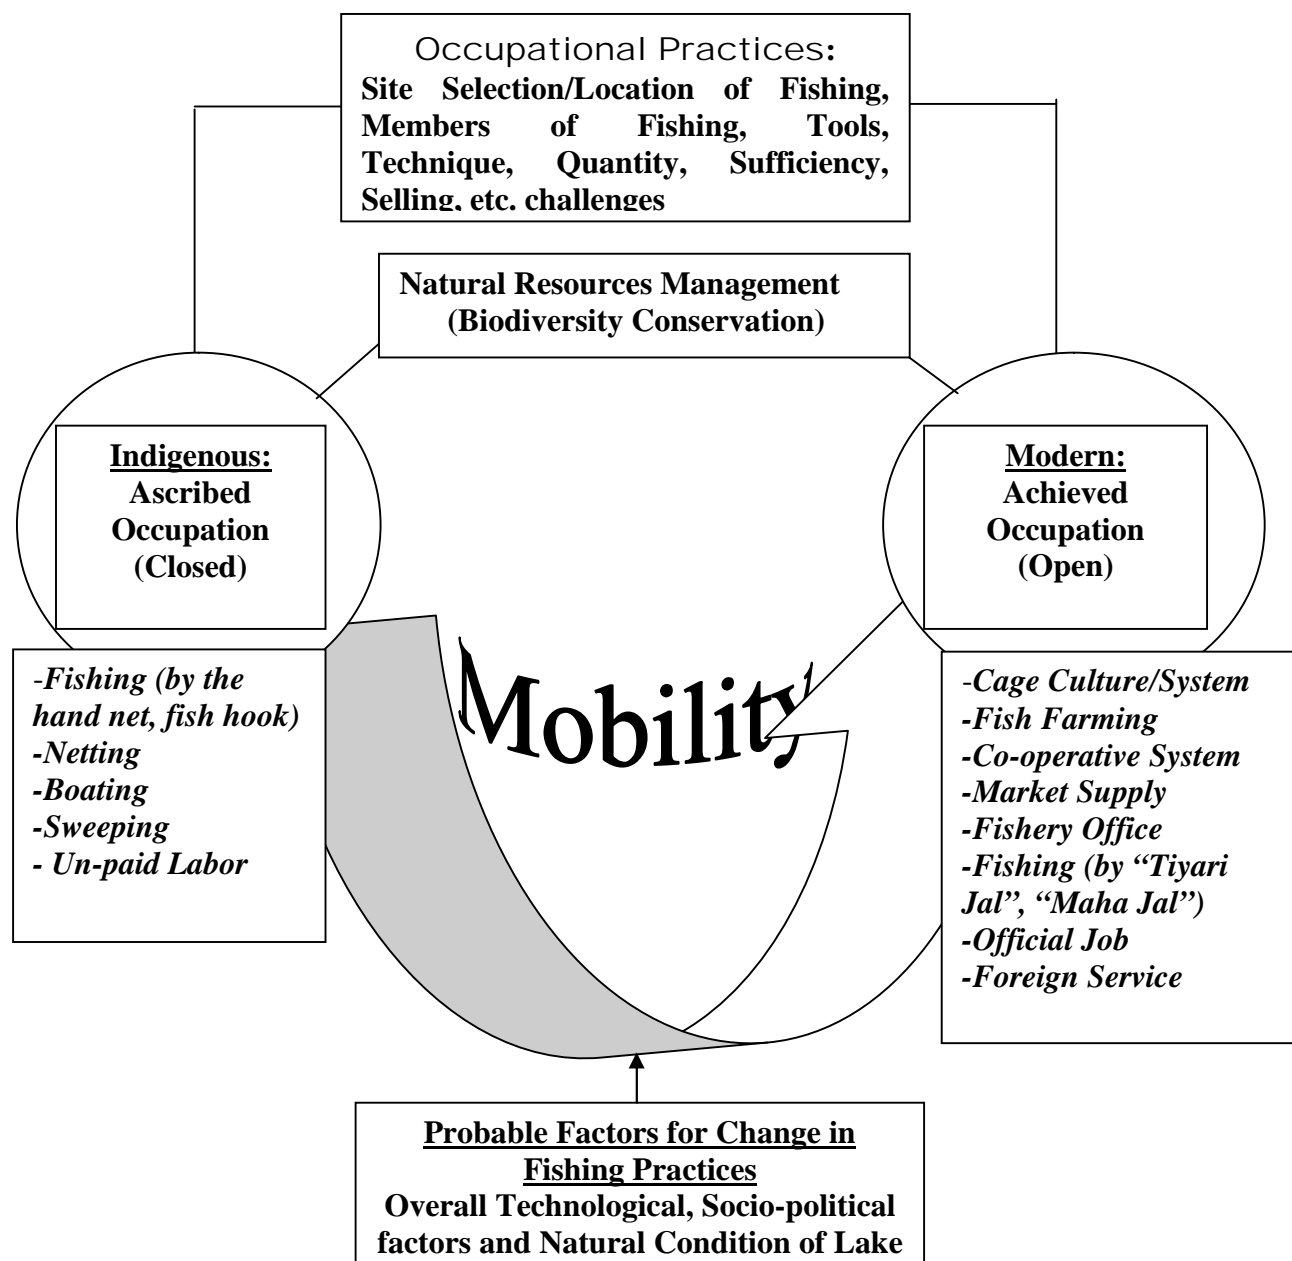 Occupational Practices:
Site Selection/Location of Fishing,
Members of Fishing, Tools,
Technique, Quantity, Sufficiency,
Selling, etc. challenges
Natural Resources Management
(Biodiversity Conservation)
Indigenous:
Ascribed
Occupation
(Closed)
Modern:
Achieved
Occupation
(Open)
Mobility
-Fishing (by the
hand net, fish hook)
-Netting
-Boating
-Sweeping
- Un-paid Labor
-Cage Culture/System
-Fish Farming
-Co-operative System
-Market Supply
-Fishery Office
-Fishing (by “Tiyari
Jal”, “Maha Jal”)
-Official Job
-Foreign Service
Probable Factors for Change in
Fishing Practices
Overall Technological, Socio-political
factors and Natural Condition of Lake